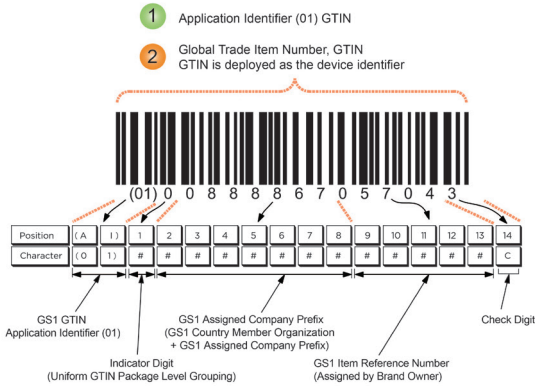 1 Application Identifier (01) GTIN
2 Global Trade Item Number, GTIN
GTIN is deployed as the device identifier
(01) 0 0 8 8 8 8 6 7 0 5 7 0 4 3
Position (A I) 1 2 3 4 5 6 7 8 9 10 11 12 13 14
Character (0 1) # # # # # # # # # # # # # C
GS1 GTIN
Application Identifier (01)
Indicator Digit
(Uniform GTIN Package Level Grouping)
GS1 Assigned Company Prefix
(GS1 Country Member Organization
+ GS1 Assigned Company Prefix)
GS1 Item Reference Number
(Assigned by Brand Owner)
Check Digit